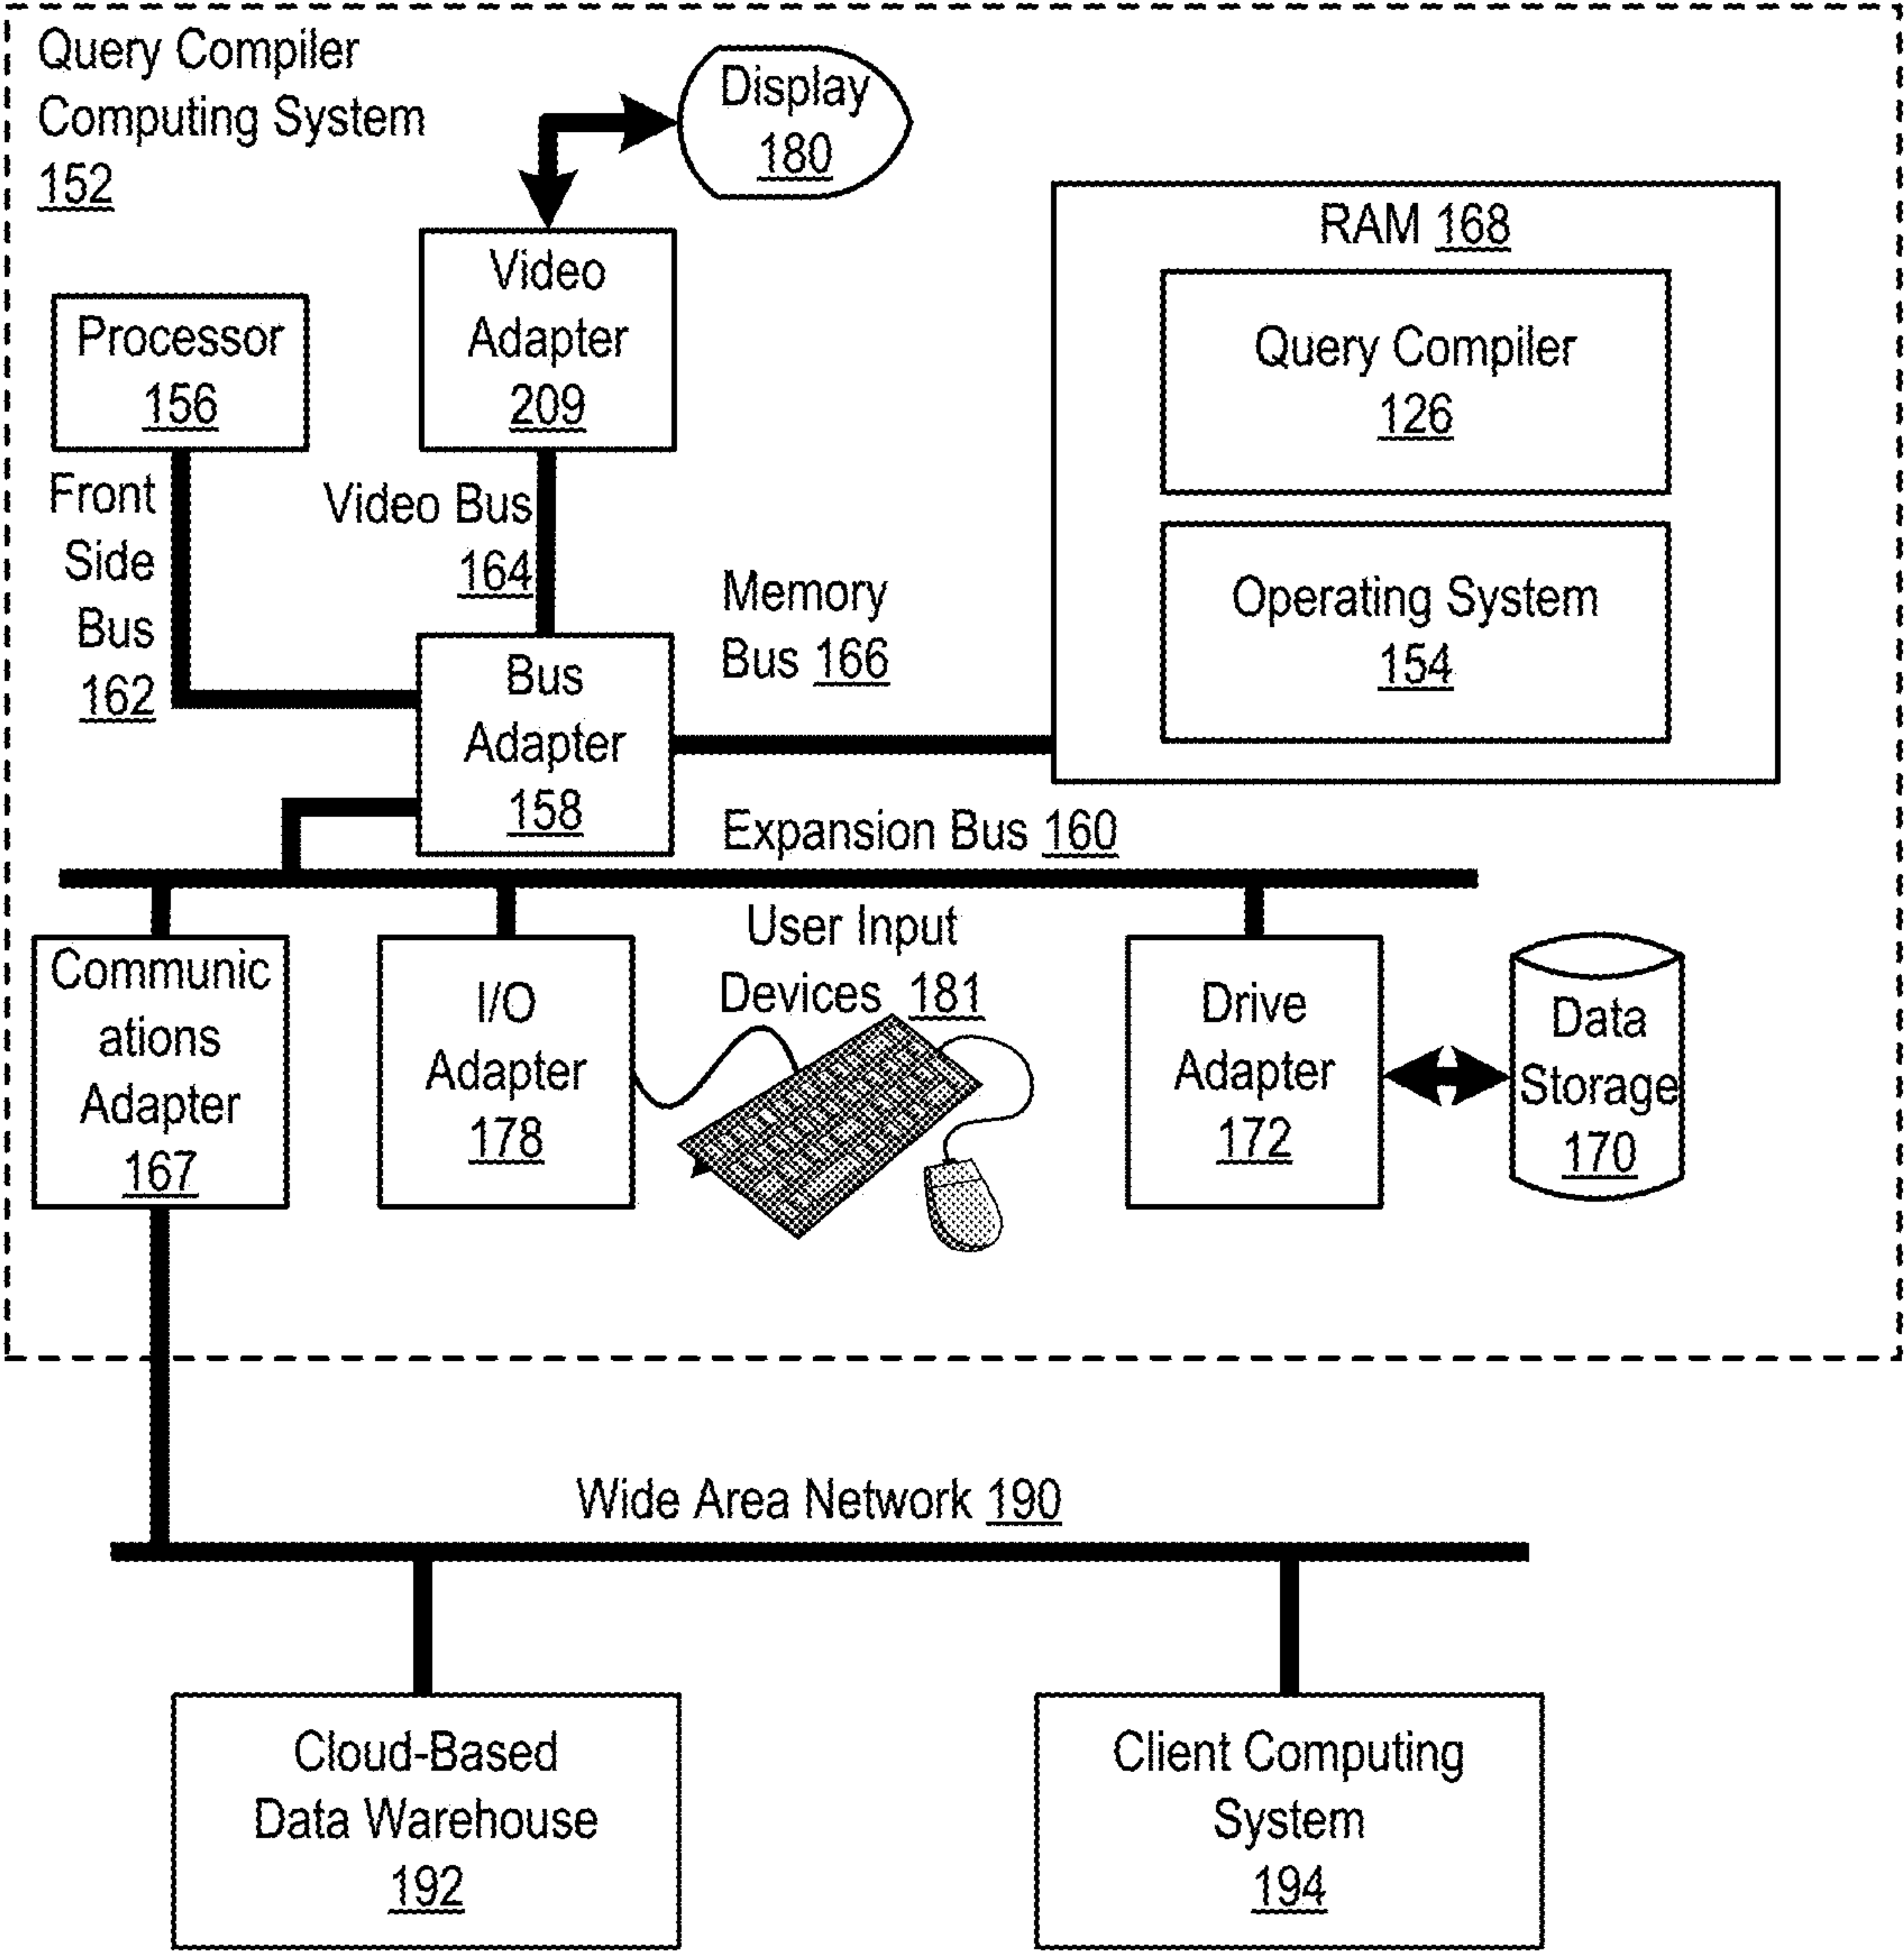 Query Compiler
Computing System
152
Display
180
Video
Adapter
209
Processor
156
RAM 168
Query Compiler
126
Operating System
154
Front
Side
Bus
162
Video Bus
164
Memory
Bus 166
Bus
Adapter
158
Expansion Bus 160
Communic
ations
Adapter
167
I/O
Adapter
178
User Input
Devices 181
Drive
Adapter
172
Data
Storage
170
Wide Area Network 190
Cloud-Based
Data Warehouse
192
Client Computing
System
194